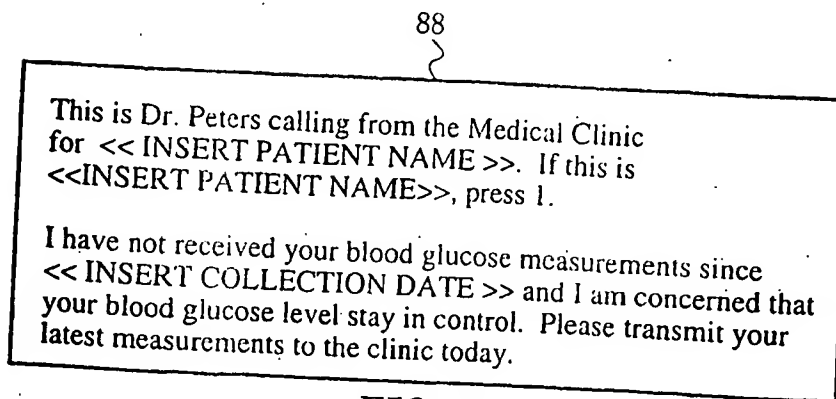 88
This is Dr. Peters calling from the Medical Clinic
for << INSERT PATIENT NAME >>. If this is
<<INSERT PATIENT NAME>>, press 1.
I have not received your blood glucose measurements since
<< INSERT COLLECTION DATE >> and I am concerned that
your blood glucose level stay in control. Please transmit your
latest measurements to the clinic today.